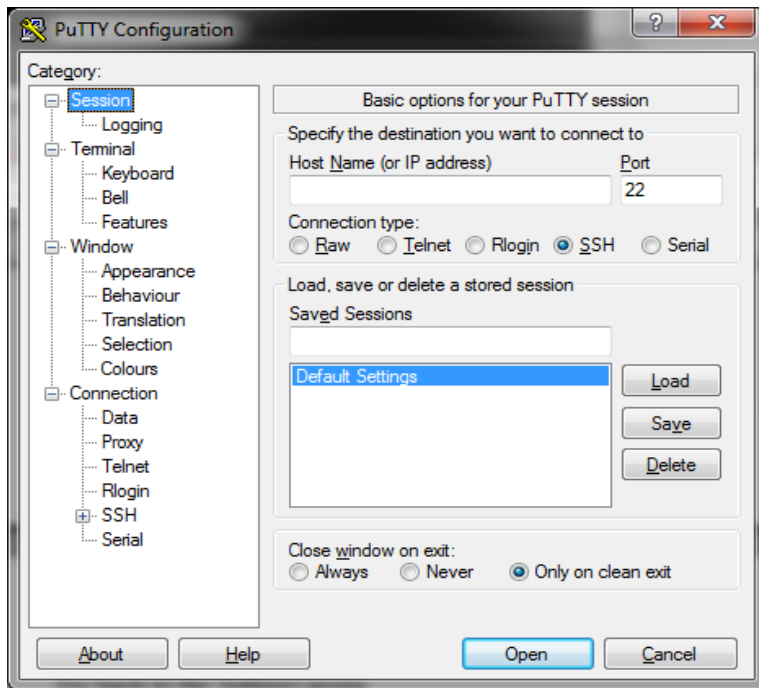 PuTTY Configuration
Category:
Session
Logging
Terminal
Keyboard
Bell
Features
Window
Appearance
Behaviour
Translation
Selection
Colours
Connection
Data
Proxy
Telnet
Rlogin
SSH
Serial
Basic options for your PuTTY session
Specify the destination you want to connect to
Host Name (or IP address) Port
22
Connection type:
Raw Telnet Rlogin SSH Serial
Load, save or delete a stored session
Saved Sessions
Default Settings
Load
Save
Delete
Close window on exit:
Always Never Only on clean exit
About Help Open Cancel